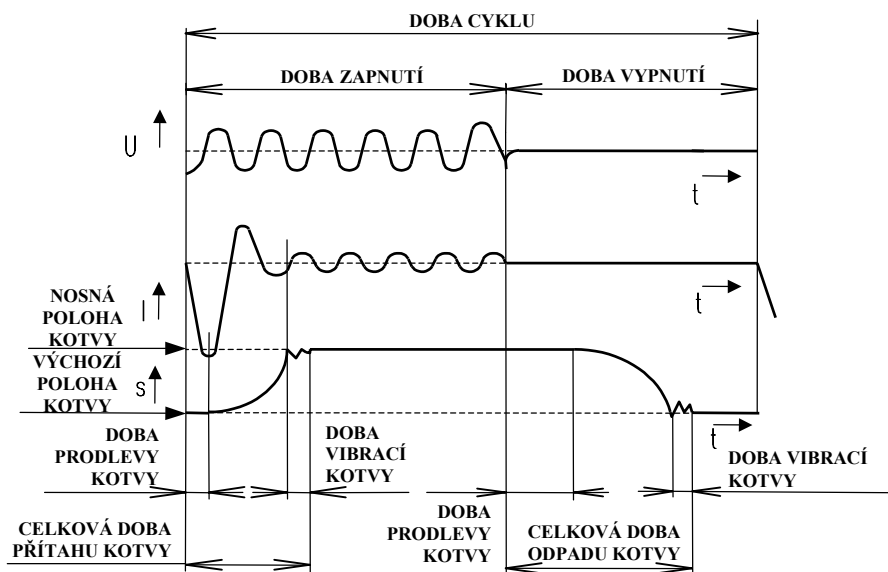 DOBA CYKLU
DOBA ZAPNUTÍ
DOBA VYPNUTÍ
U
t
I
t
NOSNÁ
POLOHA
KOTVY
VÝCHOZÍ
POLOHA
KOTVY
s
t
DOBA
PRODLEVY
KOTVY
DOBA
VIBRACÍ
KOTVY
DOBA VIBRACÍ
KOTVY
CELKOVÁ DOBA
PŘÍTAHU KOTVY
DOBA
PRODLEVY
KOTVY
CELKOVÁ DOBA
ODPADU KOTVY